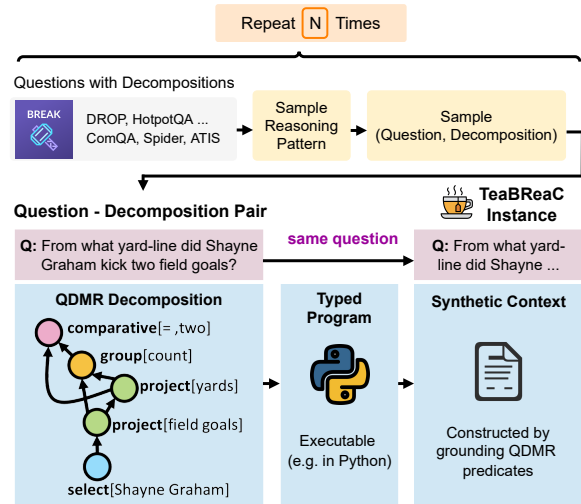 Repeat N Times
Questions with Decompositions
BREAK
DROP, HotpotQA ...
ComQA, Spider, ATIS
Sample
Reasoning
Pattern
Sample
(Question, Decomposition)
Question - Decomposition Pair
TeaBReaC
Instance
Q: From what yard-line did Shayne
Graham kick two field goals?
same question
Q: From what yard-
line did Shayne ...
QDMR Decomposition
comparative[= ,two]
group[count]
project[yards]
project[field goals]
select[Shayne Graham]
Typed
Program
Executable
(e.g. in Python)
Synthetic Context
Constructed by
grounding QDMR
predicates